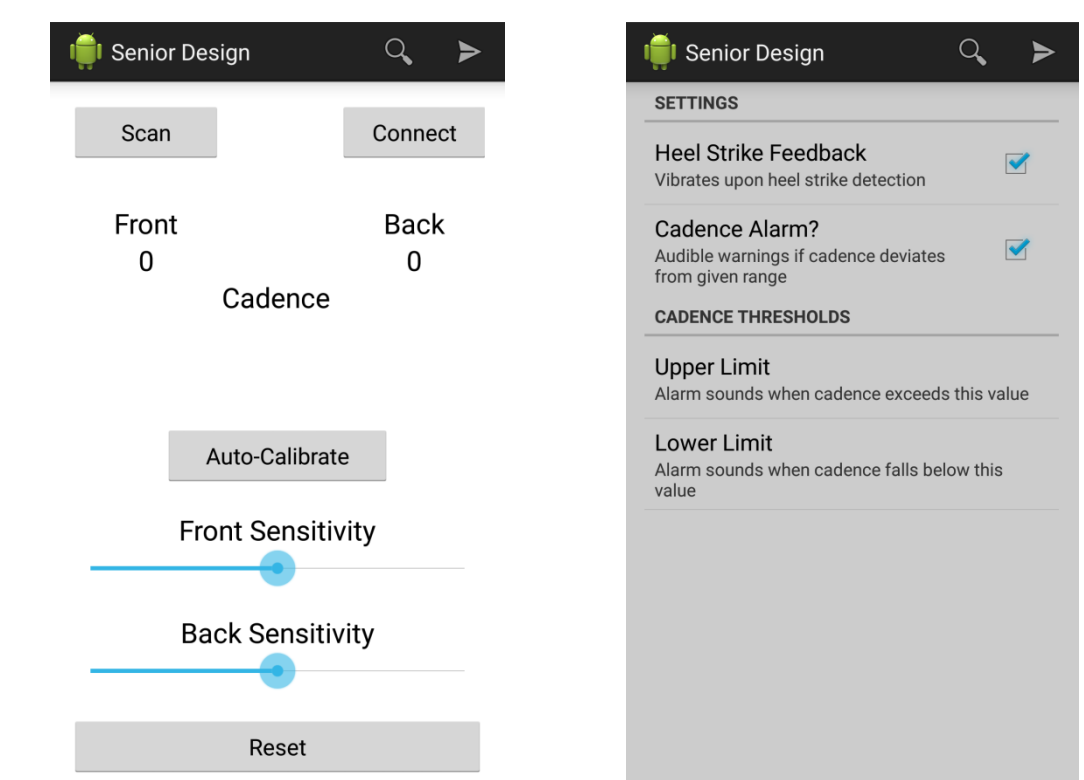 Senior Design
Scan
Connect
Front
Back
0
0
Cadence
Auto-Calibrate
Front Sensitivity
Back Sensitivity
Reset
Senior Design
SETTINGS
Heel Strike Feedback
Vibrates upon heel strike detection
Cadence Alarm?
Audible warnings if cadence deviates
from given range
CADENCE THRESHOLDS
Upper Limit
Alarm sounds when cadence exceeds this value
Lower Limit
Alarm sounds when cadence falls below this
value